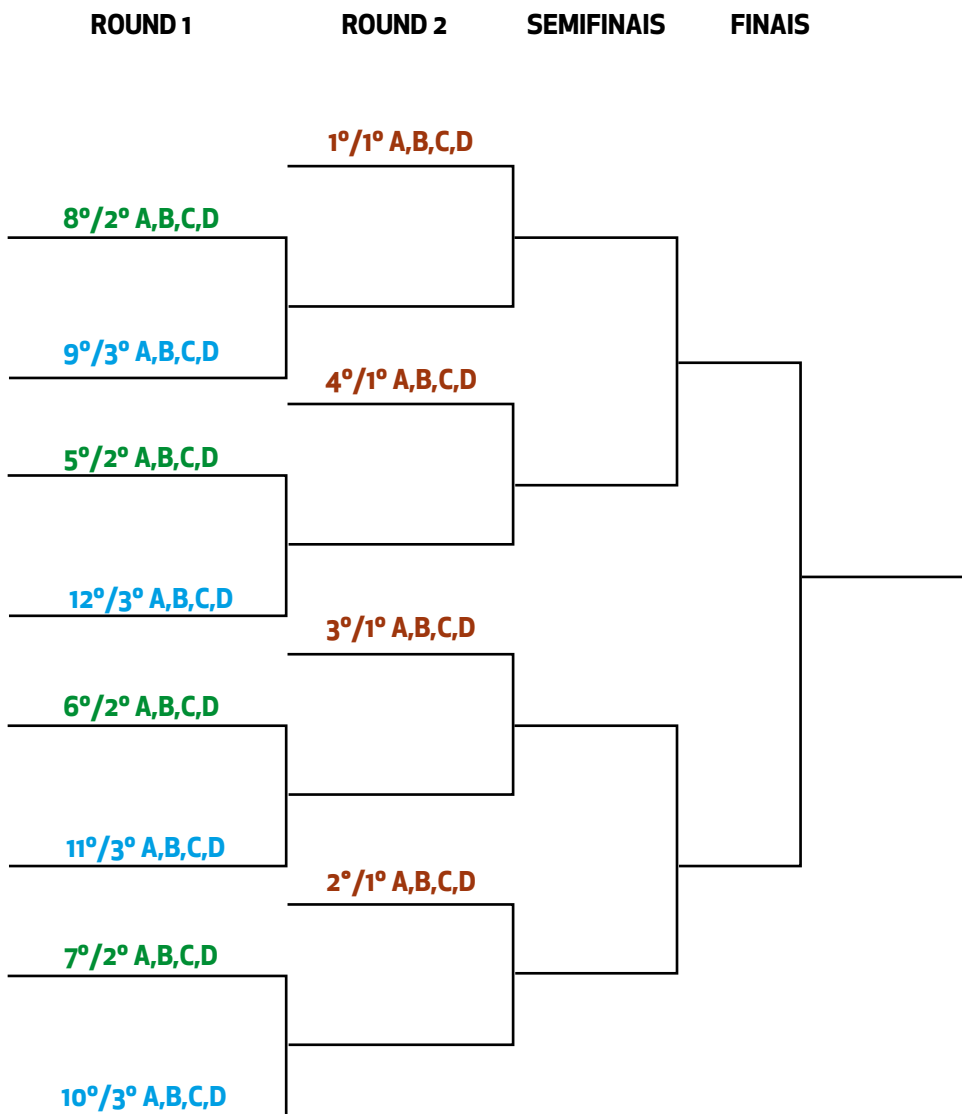 ROUND 1 ROUND 2 SEMIFINAIS FINAIS
1º/1º A,B,C,D
8º/2º A,B,C,D
9º/3º A,B,C,D
4º/1º A,B,C,D
5º/2º A,B,C,D
12º/3º A,B,C,D
3º/1º A,B,C,D
6º/2º A,B,C,D
11º/3º A,B,C,D
2º/1º A,B,C,D
7º/2º A,B,C,D
10º/3º A,B,C,D